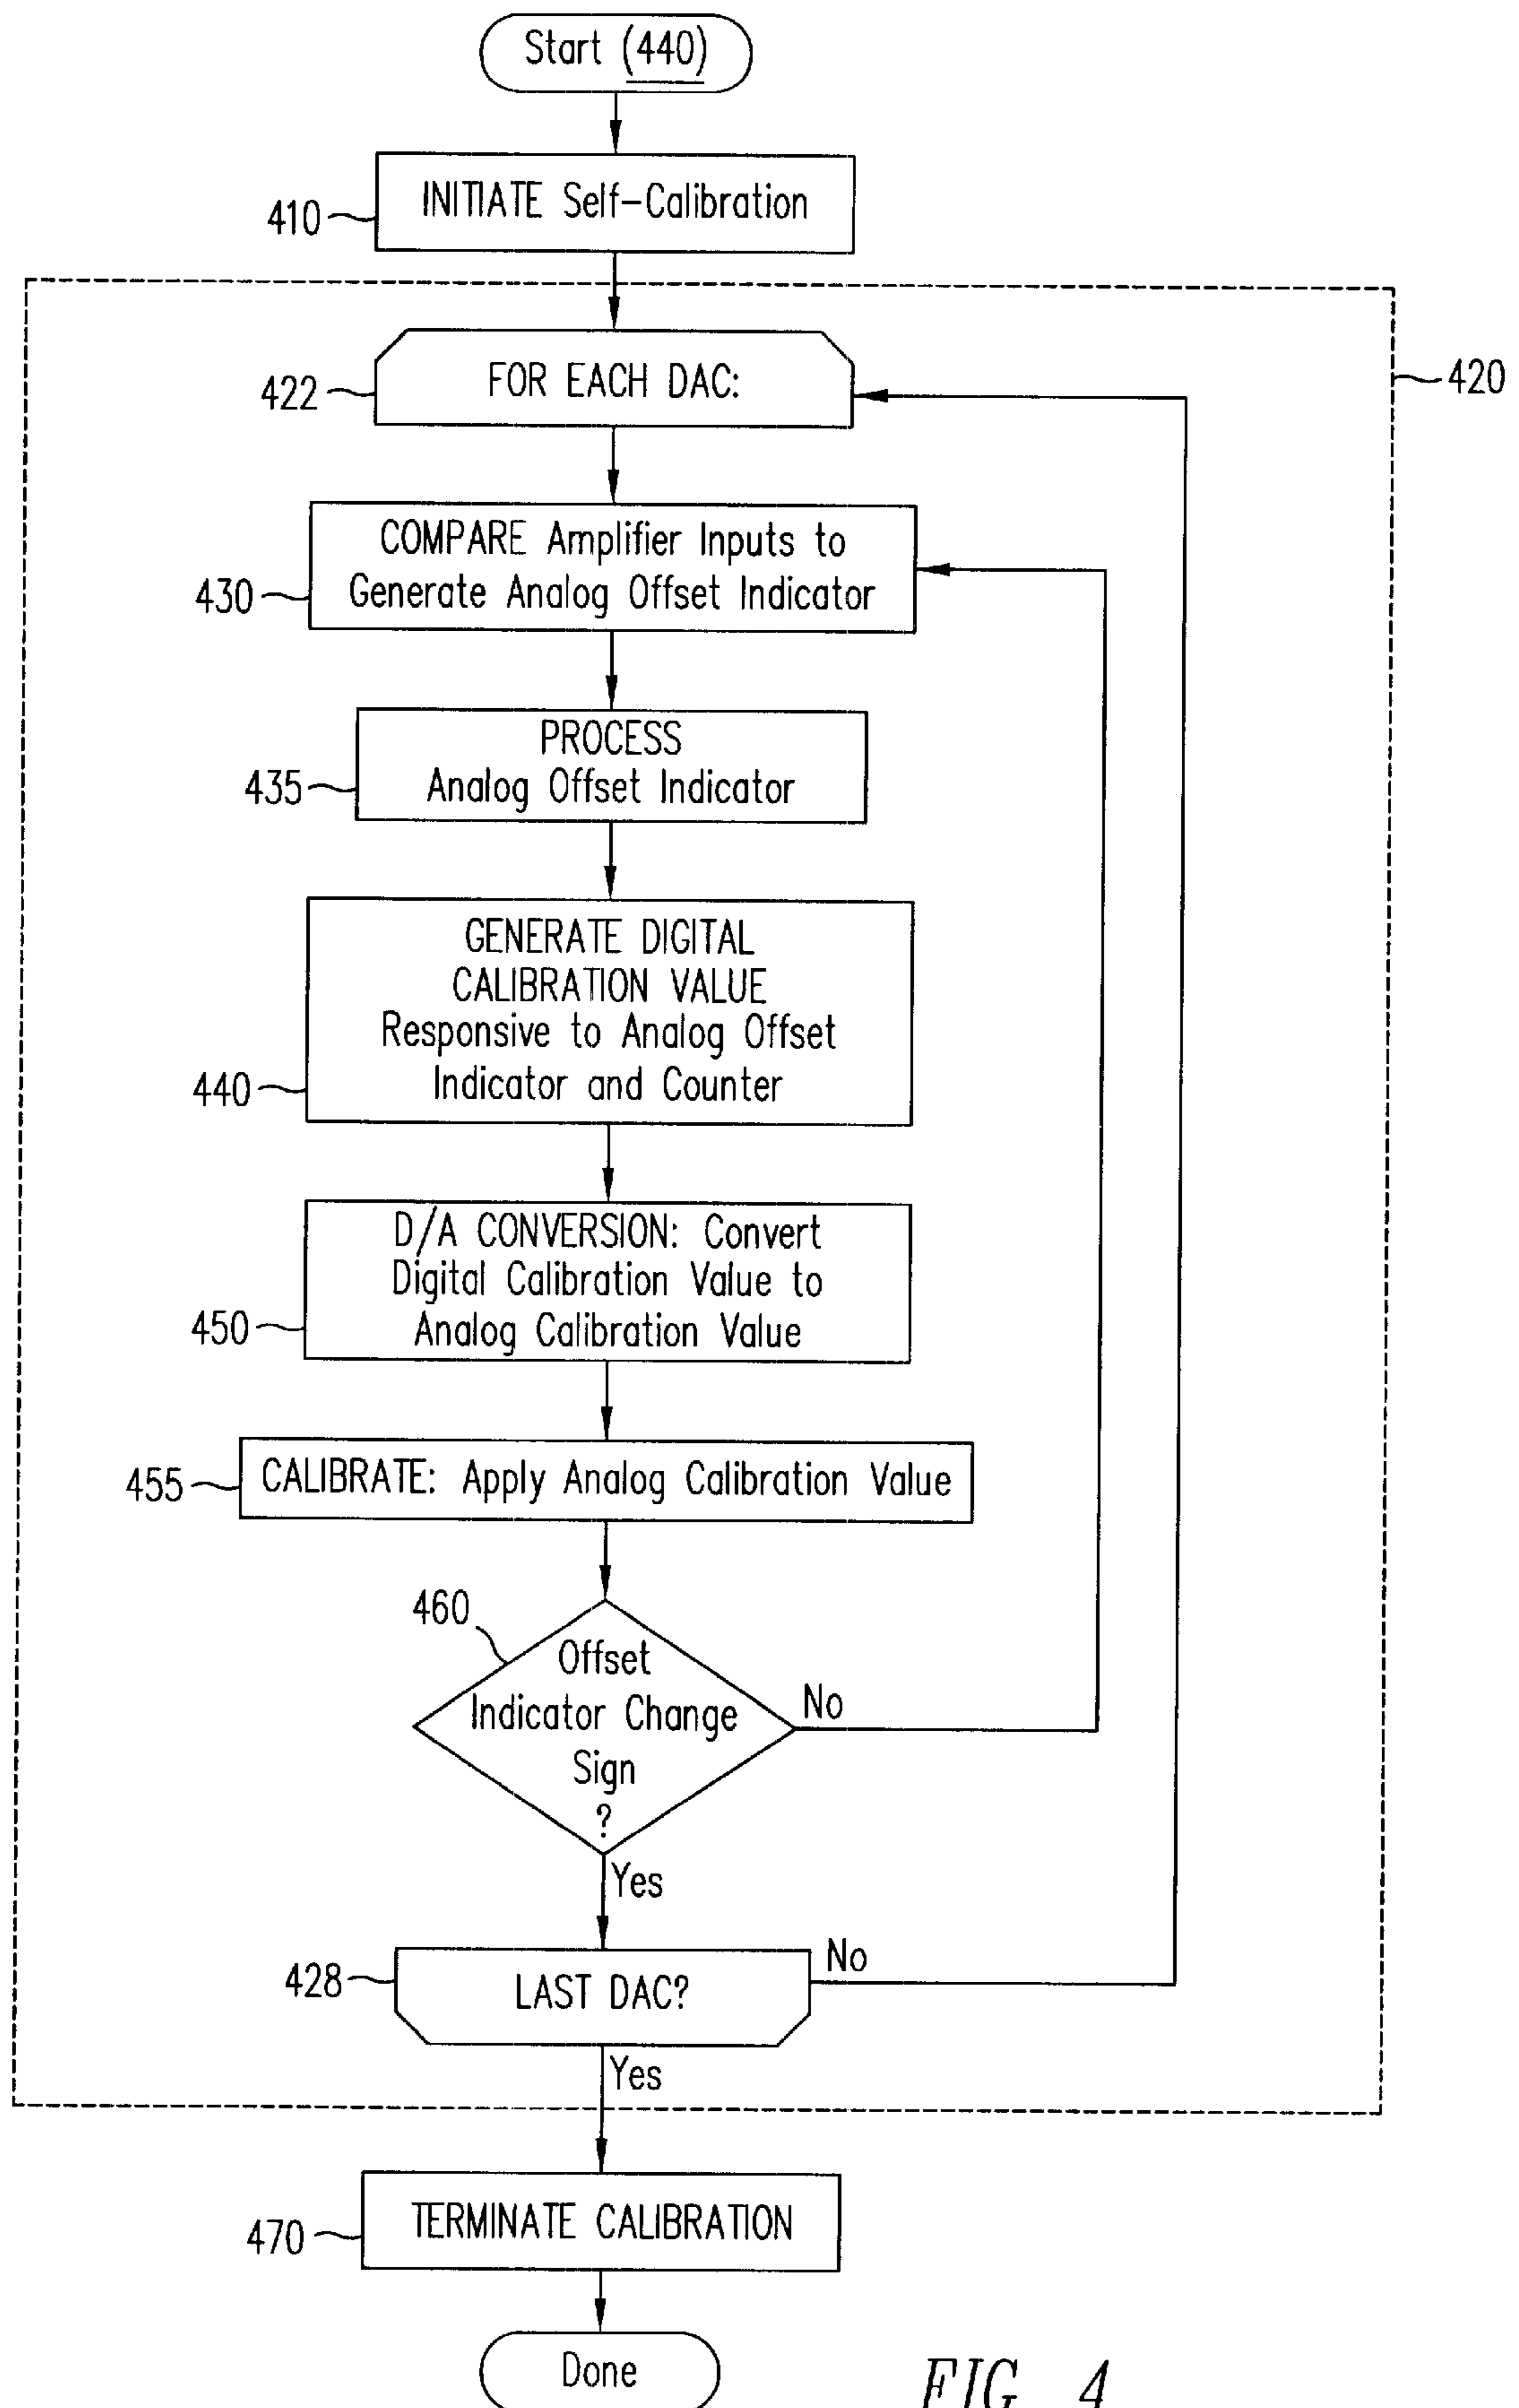 Start (440)
INITIATE Self-Calibration
410
FOR EACH DAC:
422
420
COMPARE Amplifier Inputs to
Generate Analog Offset Indicator
430
PROCESS
Analog Offset Indicator
435
GENERATE DIGITAL
CALIBRATION VALUE
Responsive to Analog Offset
Indicator and Counter
440
D/A CONVERSION: Convert
Digital Calibration Value to
Analog Calibration Value
450
CALIBRATE: Apply Analog Calibration Value
455
460
Offset
Indicator Change
Sign
?
No
Yes
LAST DAC?
428
No
Yes
TERMINATE CALIBRATION
470
Done
FIG. 4